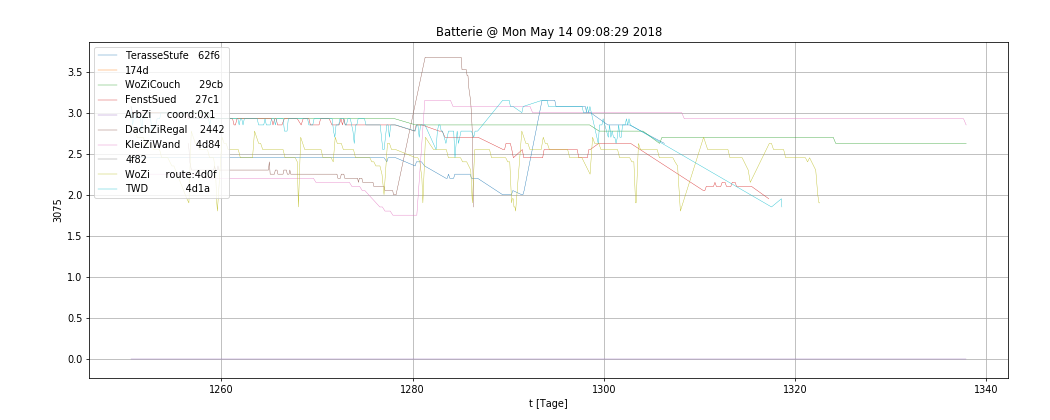 Batterie @ Mon May 14 09:08:29 2018
TerasseStufe 62f6
174d
WoZiCouch 29cb
FenstSued 27c1
ArbZi coord:0x1
DachZiRegal 2442
KleiZiWand 4d84
4f82
WoZi route:4d0f
TWD 4d1a
3.5
3.0
2.5
2.0
1.5
1.0
0.5
0.0
3075
1260
1280
1300
1320
1340
t [Tage]